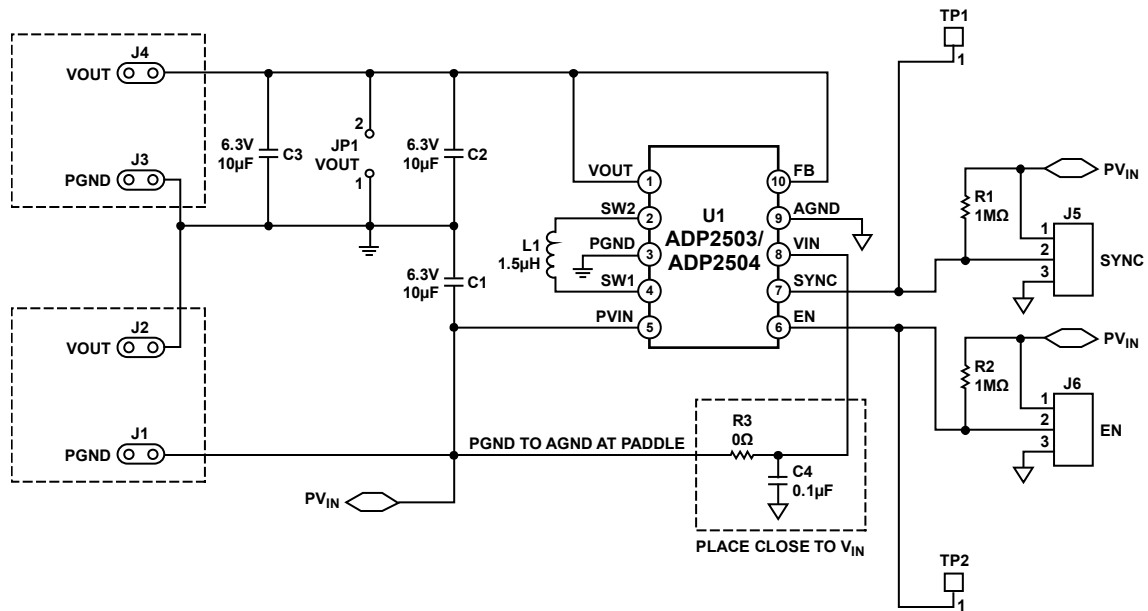 TP1
1
J4
VOUT
J3
PGND
6.3V
10µF
C3
2
JP1
VOUT
1
6.3V
10µF
C2
VOUT
1
SW2
2
PGND
3
SW1
4
PVIN
5
L1
1.5µH
U1
ADP2503/
ADP2504
10
FB
9
AGND
8
VIN
7
SYNC
6
EN
PVIN
R1
1MΩ
J5
1
2
3
SYNC
6.3V
10µF
C1
J2
VOUT
J1
PGND
PVIN
R2
1MΩ
J6
1
2
3
EN
PGND TO AGND AT PADDLE
R3
0Ω
C4
0.1µF
PVIN
PLACE CLOSE TO VIN
TP2
1